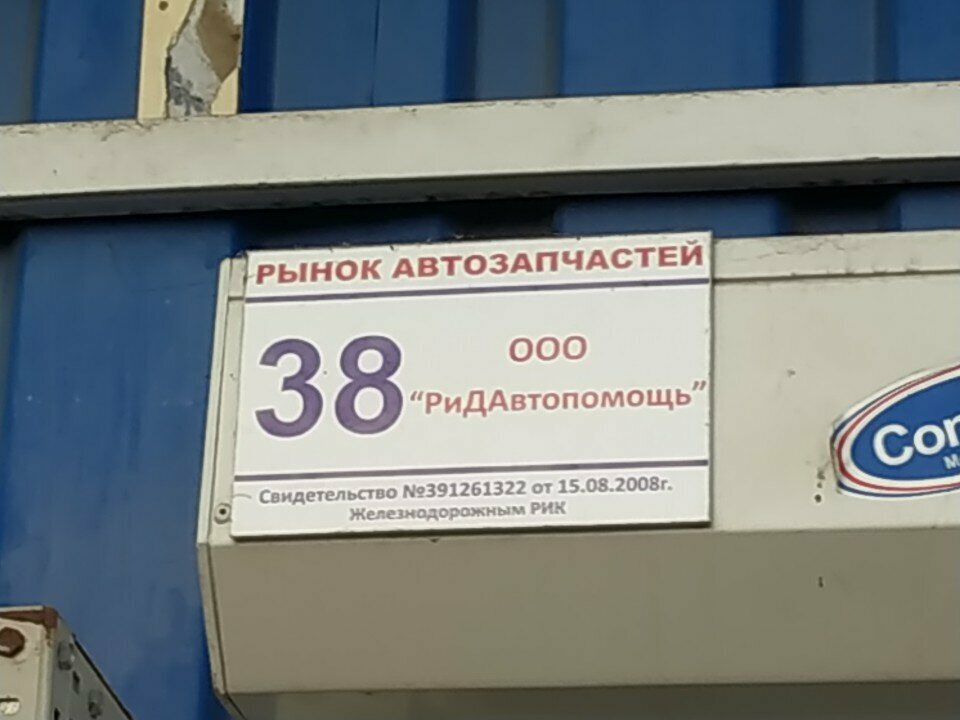 РЫНОК АВТОЗАПЧАСТЕЙ
38
ООО
“РиДАвтопомощь”
Свидетельство №391261322 от 15.08.2008г.
Железнодорожным РИК